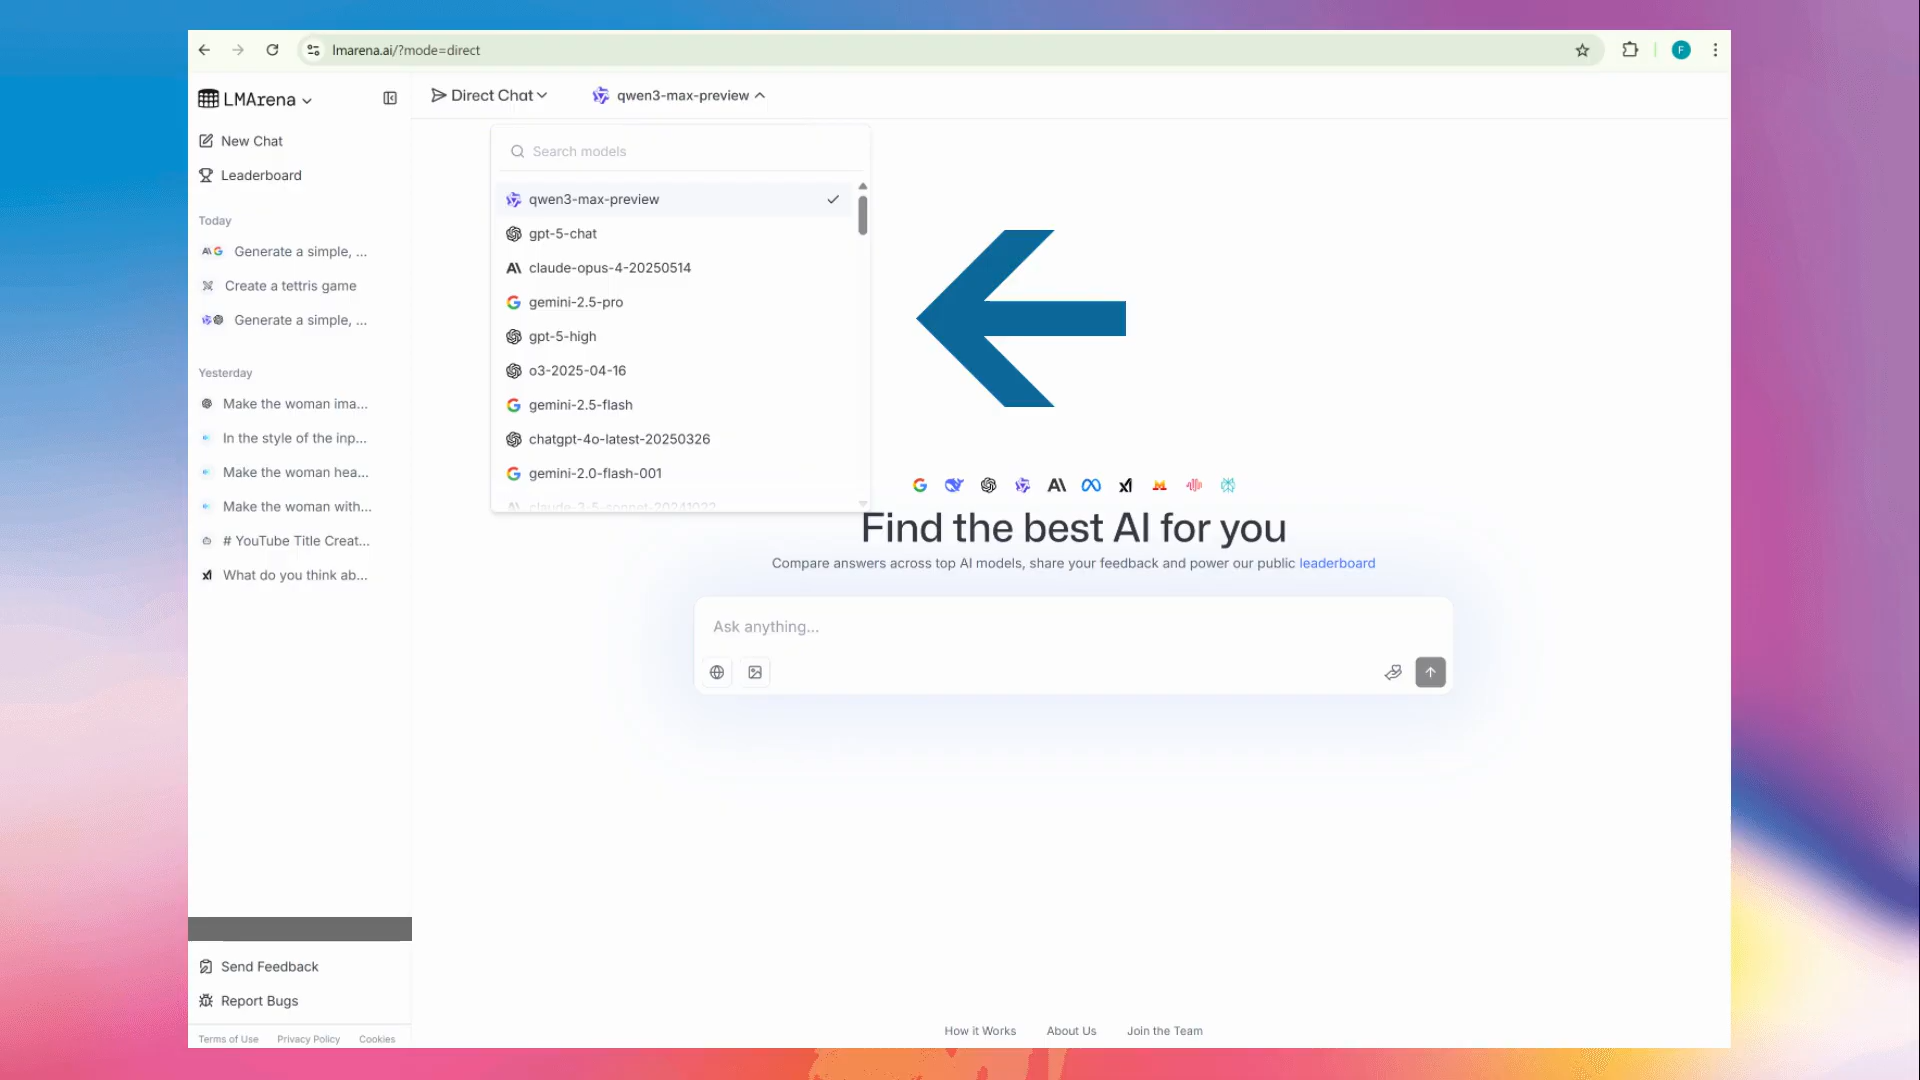 lmarena.ai/?mode=direct
F
LMArena
Direct Chat
qwen3-max-preview
New Chat
Leaderboard
Today
Generate a simple, ...
Create a tettris game
Generate a simple, ...
Yesterday
Make the woman ima...
In the style of the inp...
Make the woman hea...
Make the woman with...
# YouTube Title Creat...
What do you think ab...
Send Feedback
Report Bugs
Terms of Use
Privacy Policy
Cookies
Search models
qwen3-max-preview
gpt-5-chat
claude-opus-4-20250514
gemini-2.5-pro
gpt-5-high
o3-2025-04-16
gemini-2.5-flash
chatgpt-4o-latest-20250326
gemini-2.0-flash-001
claude-3-5-sonnet-20241022
Find the best AI for you
Compare answers across top AI models, share your feedback and power our public leaderboard
Ask anything...
How it Works
About Us
Join the Team